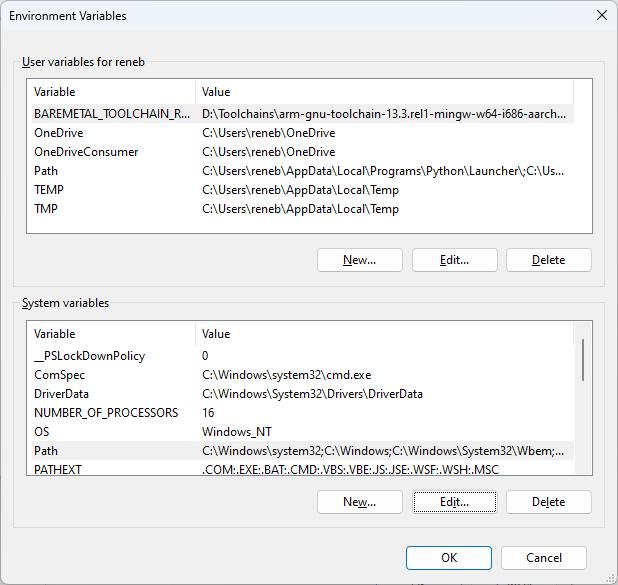 Environment Variables
User variables for reneb
Variable Value
BAREMETAL_TOOLCHAIN_R... D:\Toolchains\arm-gnu-toolchain-13.3.rel1-mingw-w64-i686-aarch...
OneDrive C:\Users\reneb\OneDrive
OneDriveConsumer C:\Users\reneb\OneDrive
Path C:\Users\reneb\AppData\Local\Programs\Python\Launcher\;C:\Us...
TEMP C:\Users\reneb\AppData\Local\Temp
TMP C:\Users\reneb\AppData\Local\Temp
New... Edit... Delete
System variables
Variable Value
__PSLockDownPolicy 0
ComSpec C:\Windows\system32\cmd.exe
DriverData C:\Windows\System32\Drivers\DriverData
NUMBER_OF_PROCESSORS 16
OS Windows_NT
Path C:\Windows\system32;C:\Windows;C:\Windows\System32\Wbem;...
PATHEXT .COM;.EXE;.BAT;.CMD;.VBS;.VBE;.JS;.JSE;.WSF;.WSH;.MSC
New... Edit... Delete
OK Cancel